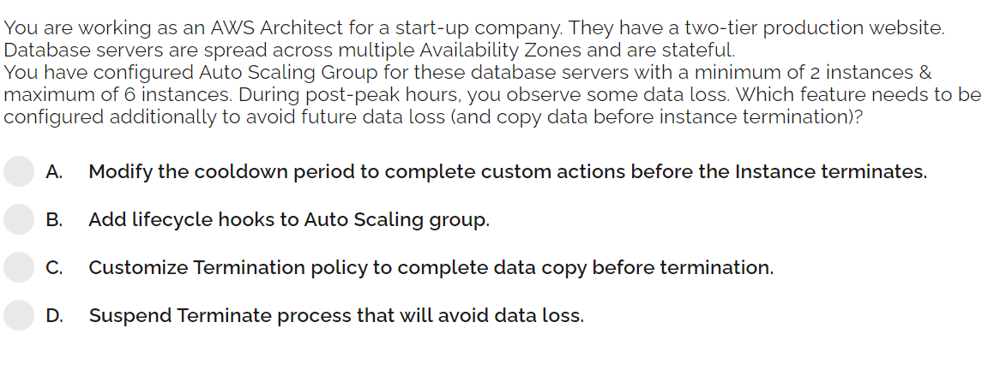 You are working as an AWS Architect for a start-up company. They have a two-tier production website.
Database servers are spread across multiple Availability Zones and are stateful.
You have configured Auto Scaling Group for these database servers with a minimum of 2 instances &
maximum of 6 instances. During post-peak hours, you observe some data loss. Which feature needs to be
configured additionally to avoid future data loss (and copy data before instance termination)?
A. Modify the cooldown period to complete custom actions before the Instance terminates.
B. Add lifecycle hooks to Auto Scaling group.
C. Customize Termination policy to complete data copy before termination.
D. Suspend Terminate process that will avoid data loss.